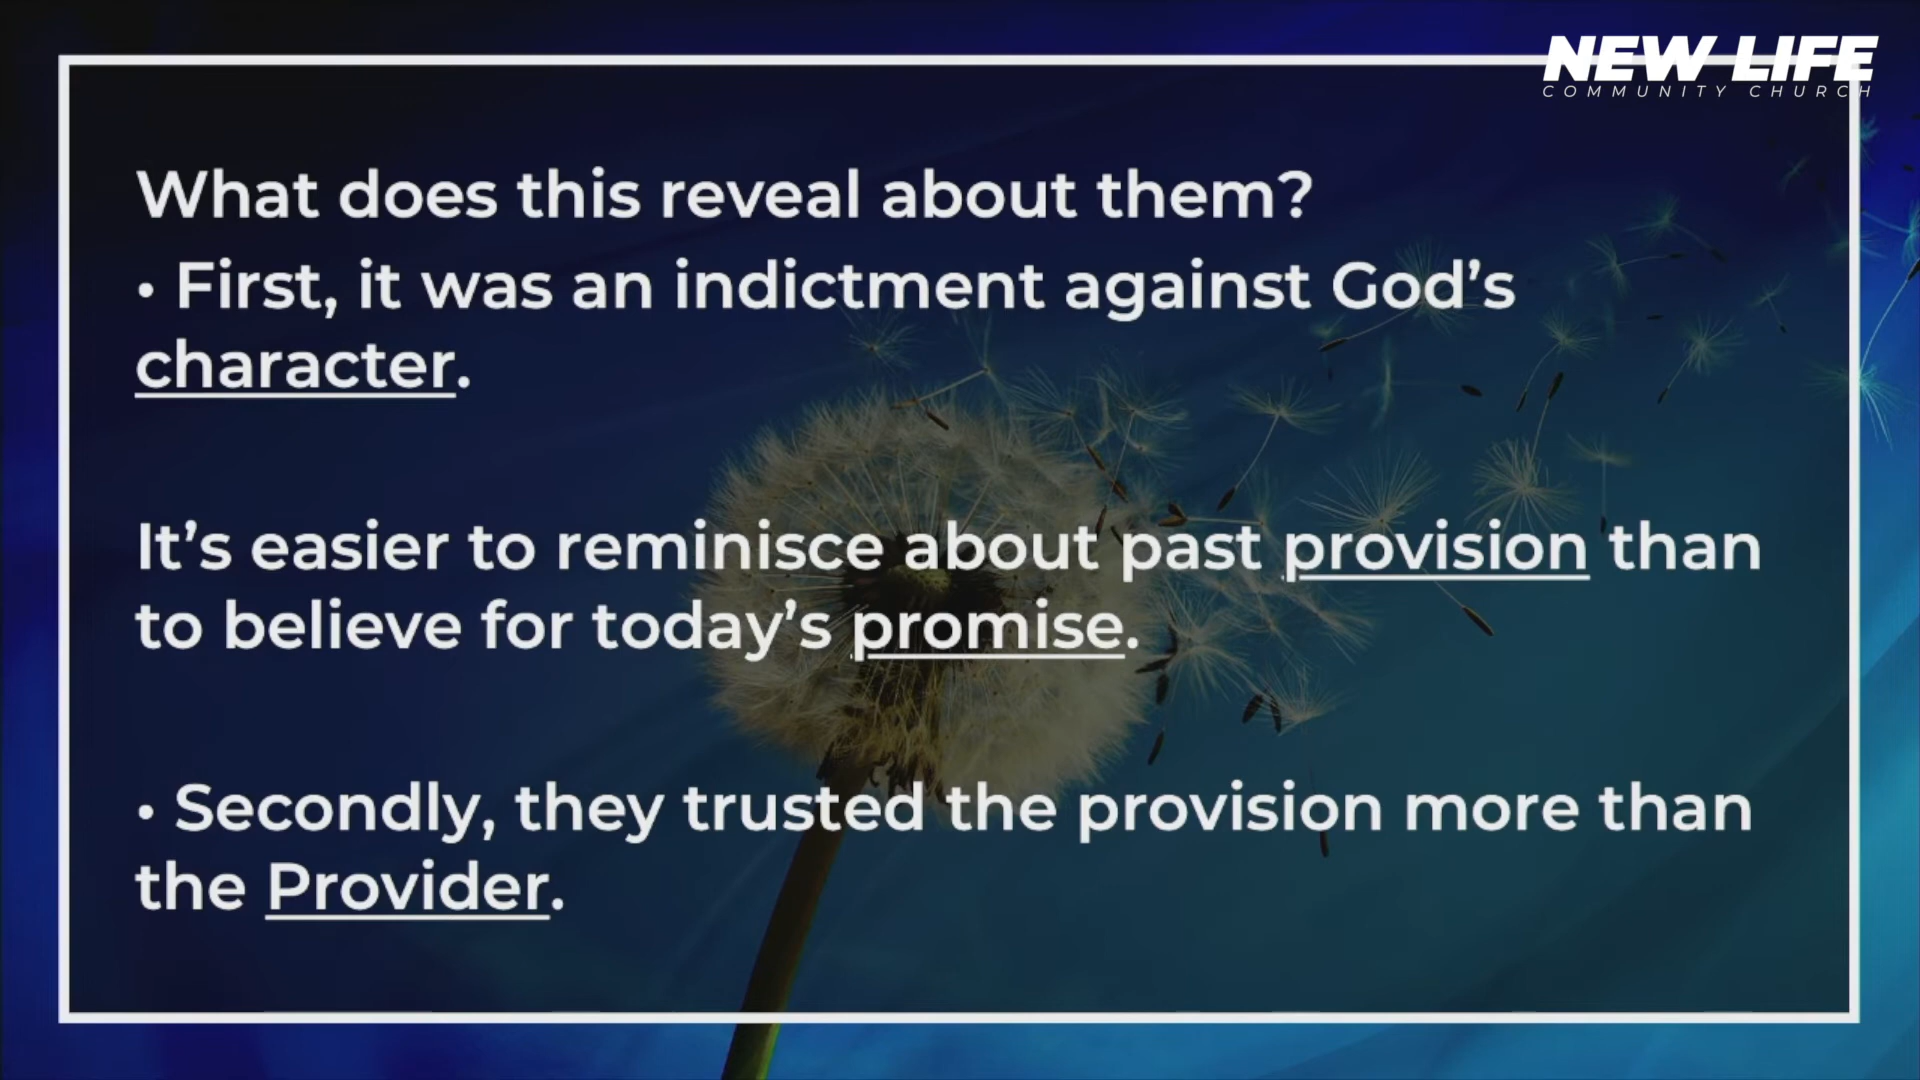 NEW LIFE
COMMUNITY CHURCH
What does this reveal about them?
• First, it was an indictment against God’s
character.
It’s easier to reminisce about past provision than
to believe for today’s promise.
• Secondly, they trusted the provision more than
the Provider.